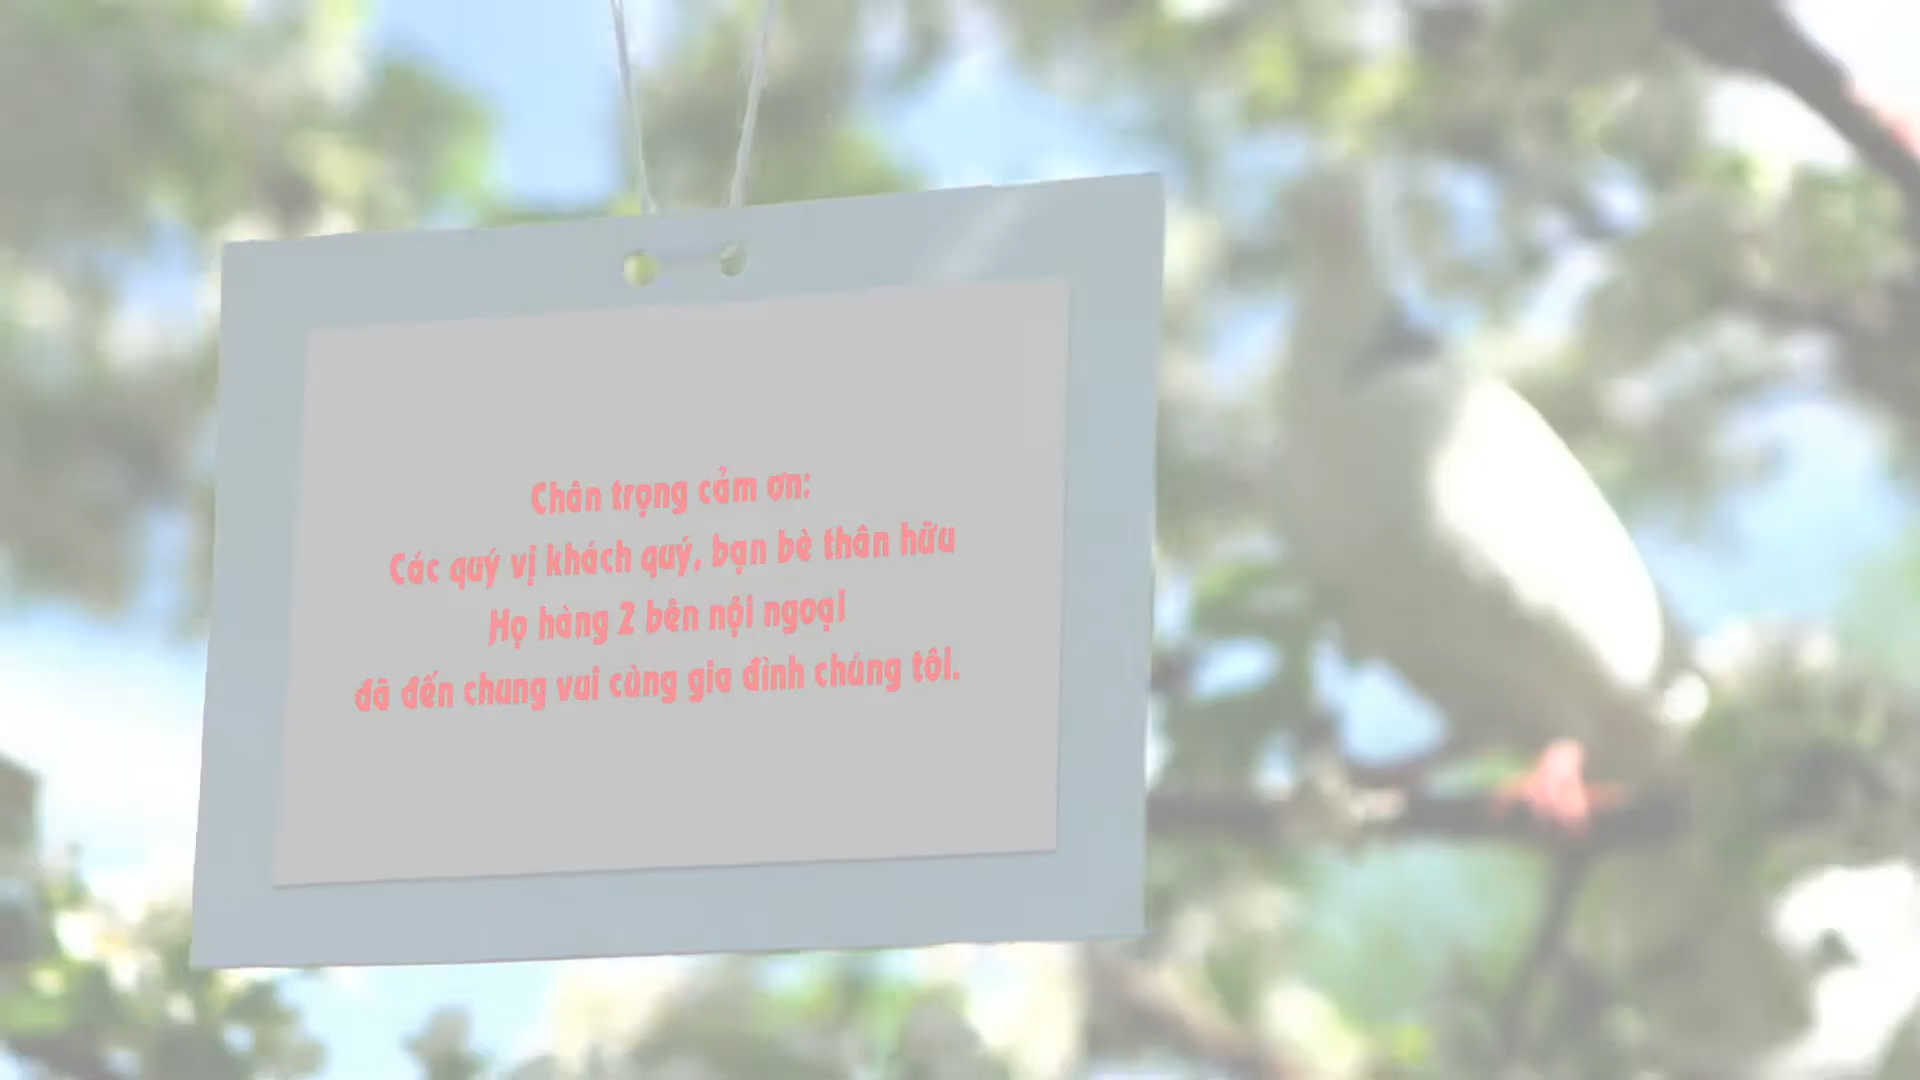 Chân trọng cảm ơn:
Các quý vị khách quý, bạn bè thân hữu
Họ hàng 2 bên nội ngoại
đã đến chung vui cùng gia đình chúng tôi.